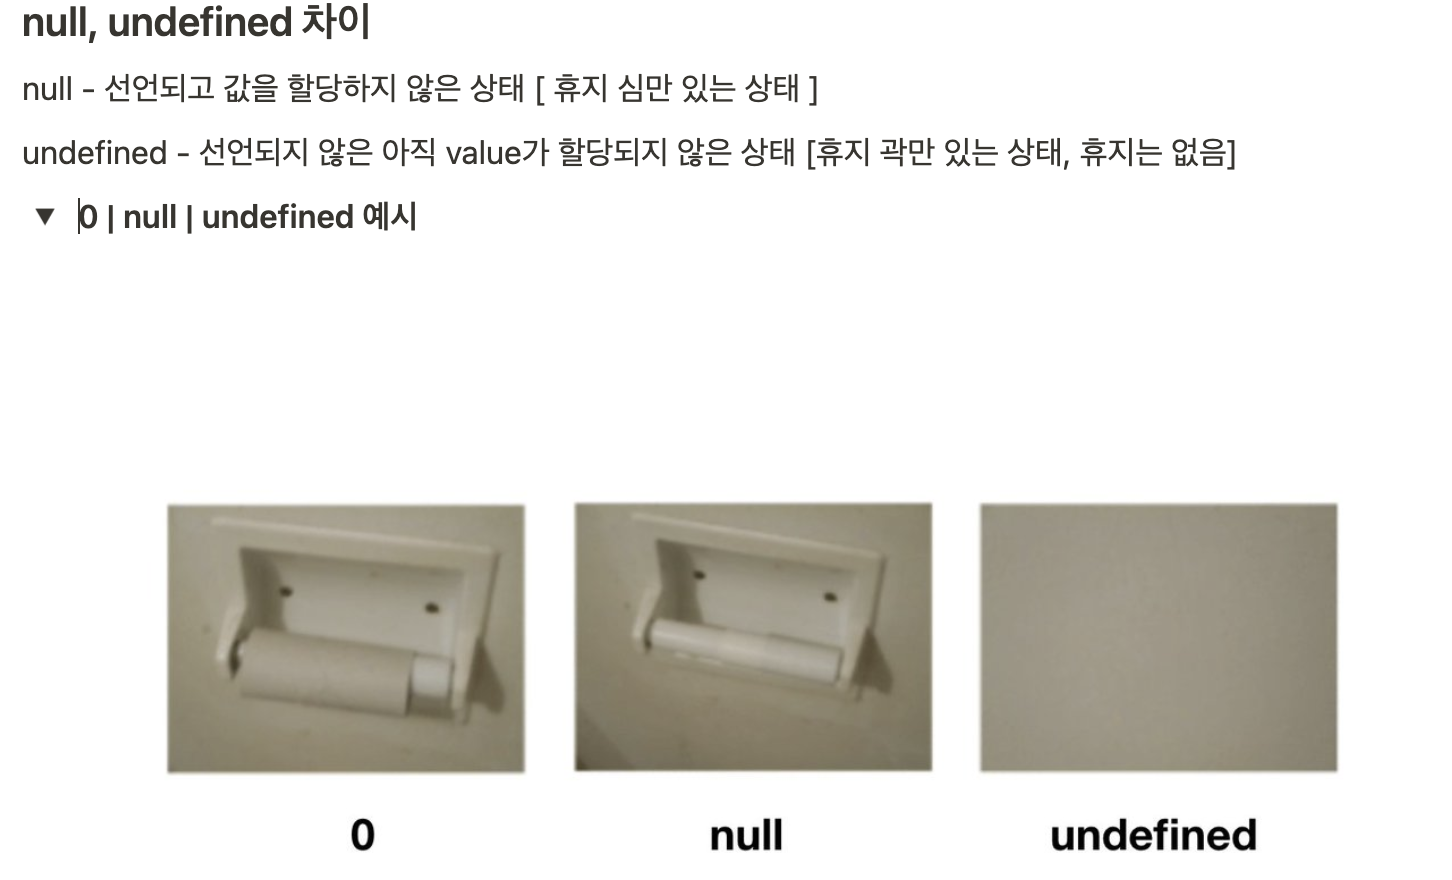 null, undefined 차이
null - 선언되고 값을 할당하지 않은 상태 [ 휴지 심만 있는 상태 ]
undefined - 선언되지 않은 아직 value가 할당되지 않은 상태 [휴지 곽만 있는 상태, 휴지는 없음]
▼ 0 | null | undefined 예시
0
null
undefined